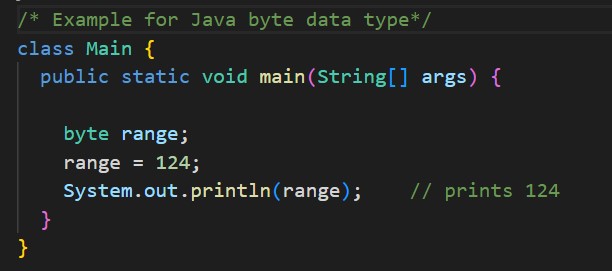 /* Example for Java byte data type*/
class Main {
  public static void main(String[] args) {

    byte range;
    range = 124;
    System.out.println(range);    // prints 124
  }
}